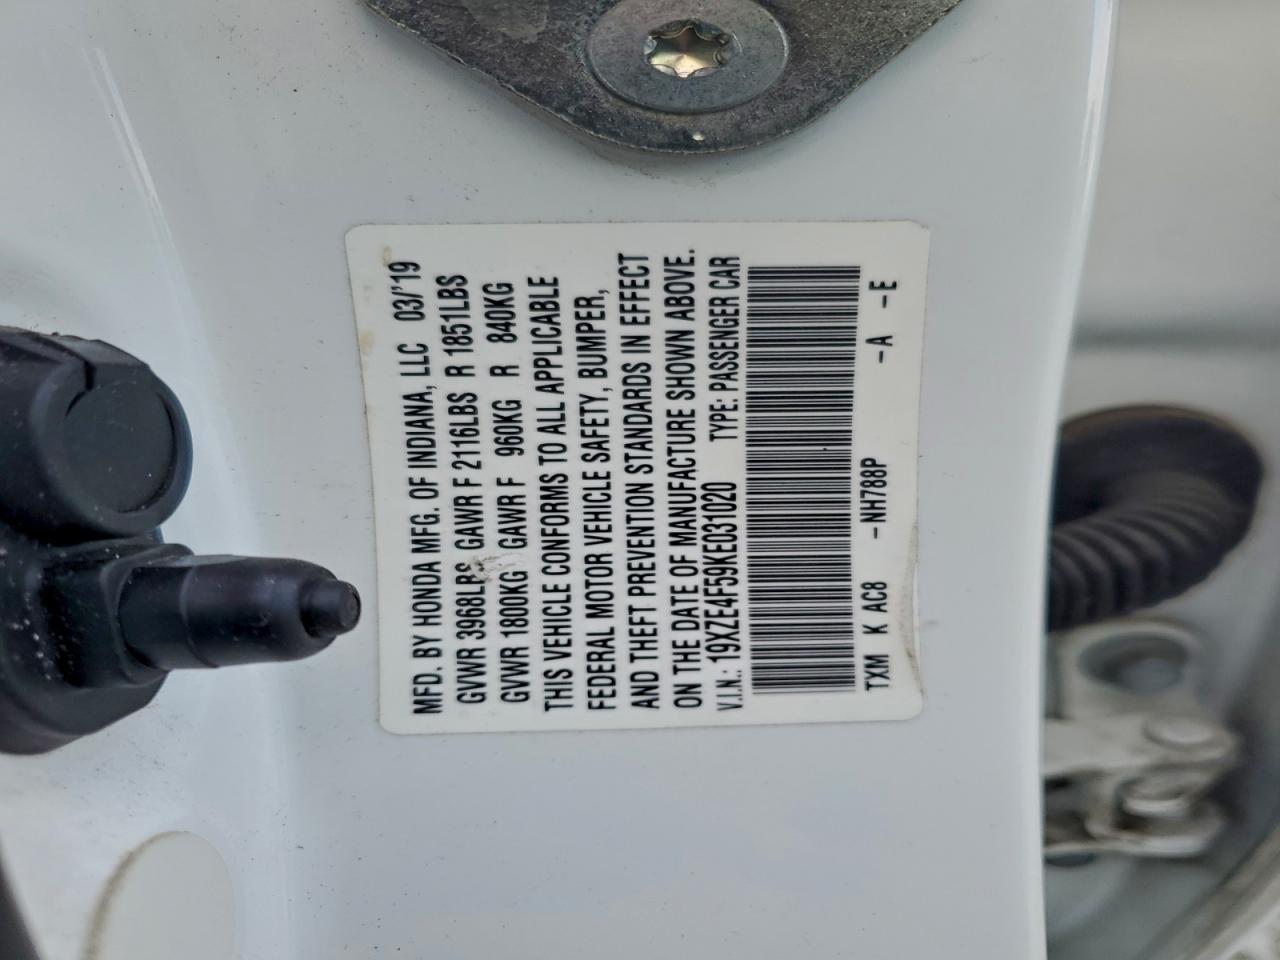 MFD. BY HONDA MFG. OF INDIANA, LLC 03/'19
GVWR 3968LBS GAWR F 2116LBS R 1851LBS
GVWR 1800KG GAWR F 960KG R 840KG
THIS VEHICLE CONFORMS TO ALL APPLICABLE
FEDERAL MOTOR VEHICLE SAFETY, BUMPER,
AND THEFT PREVENTION STANDARDS IN EFFECT
ON THE DATE OF MANUFACTURE SHOWN ABOVE.
V.I.N.: 19XZE4F59KE031020 TYPE: PASSENGER CAR
TXM K AC8 -NH788P -A -E